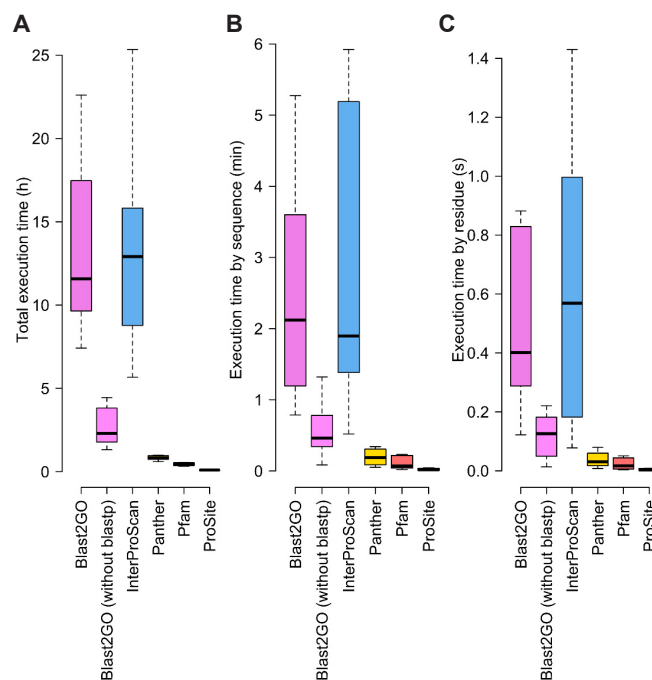 A
B
C
Total execution time (h)
25
20
15
10
5
0
Blast2GO
Blast2GO (without blastp)
InterProScan
Panther
Pfam
ProSite
Execution time by sequence (min)
6
5
4
3
2
1
0
Blast2GO
Blast2GO (without blastp)
InterProScan
Panther
Pfam
ProSite
Execution time by residue (s)
1.4
1.2
1.0
0.8
0.6
0.4
0.2
0.0
Blast2GO
Blast2GO (without blastp)
InterProScan
Panther
Pfam
ProSite